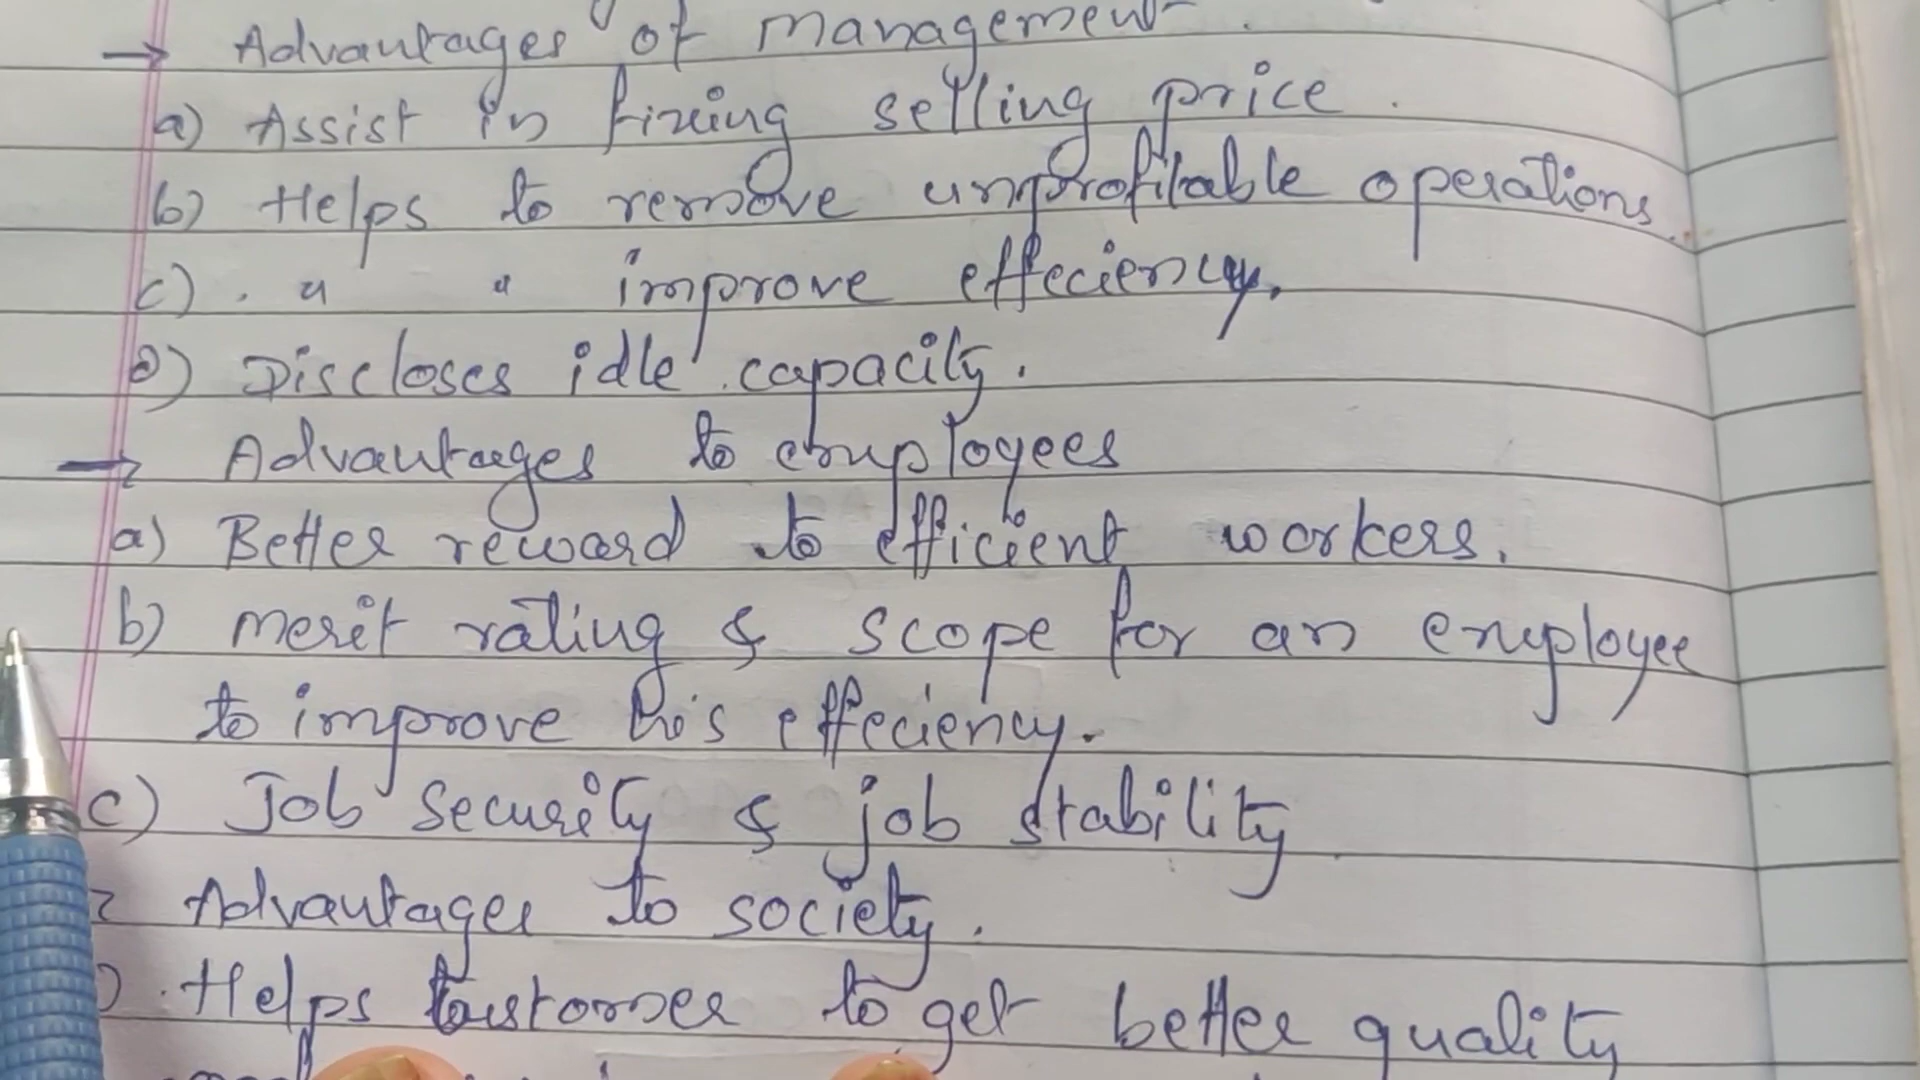 → Advantages of management.
a) Assist in fixing selling price.
b) Helps to remove unprofitable operations.
c) " " improve effeciency.
d) Discloses idle capacity.
→ Advantages to employees
a) Better reward to efficient workers.
b) merit rating & scope for an employee
to improve his effeciency.
c) Job security & job stability
Advantages to society.
Helps customer to get better quality